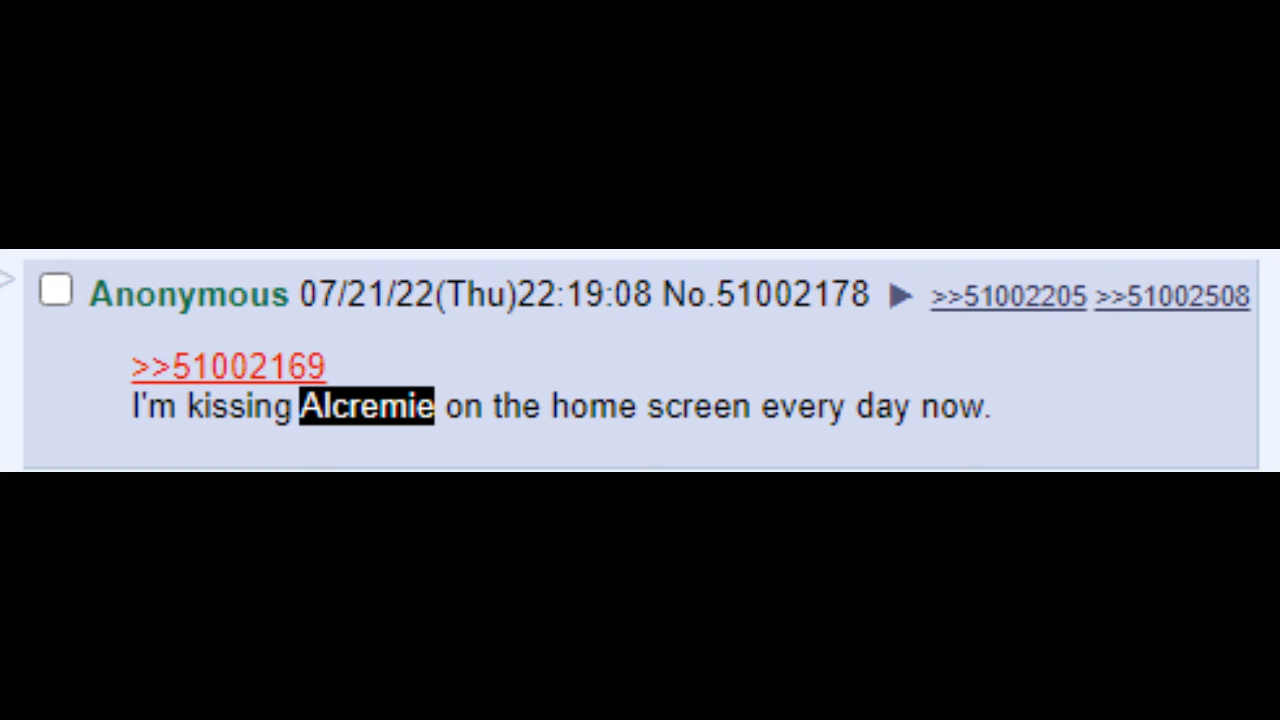 Anonymous 07/21/22(Thu)22:19:08 No.51002178 ▶ >>51002205 >>51002508
>>51002169
I'm kissing Alcremie on the home screen every day now.